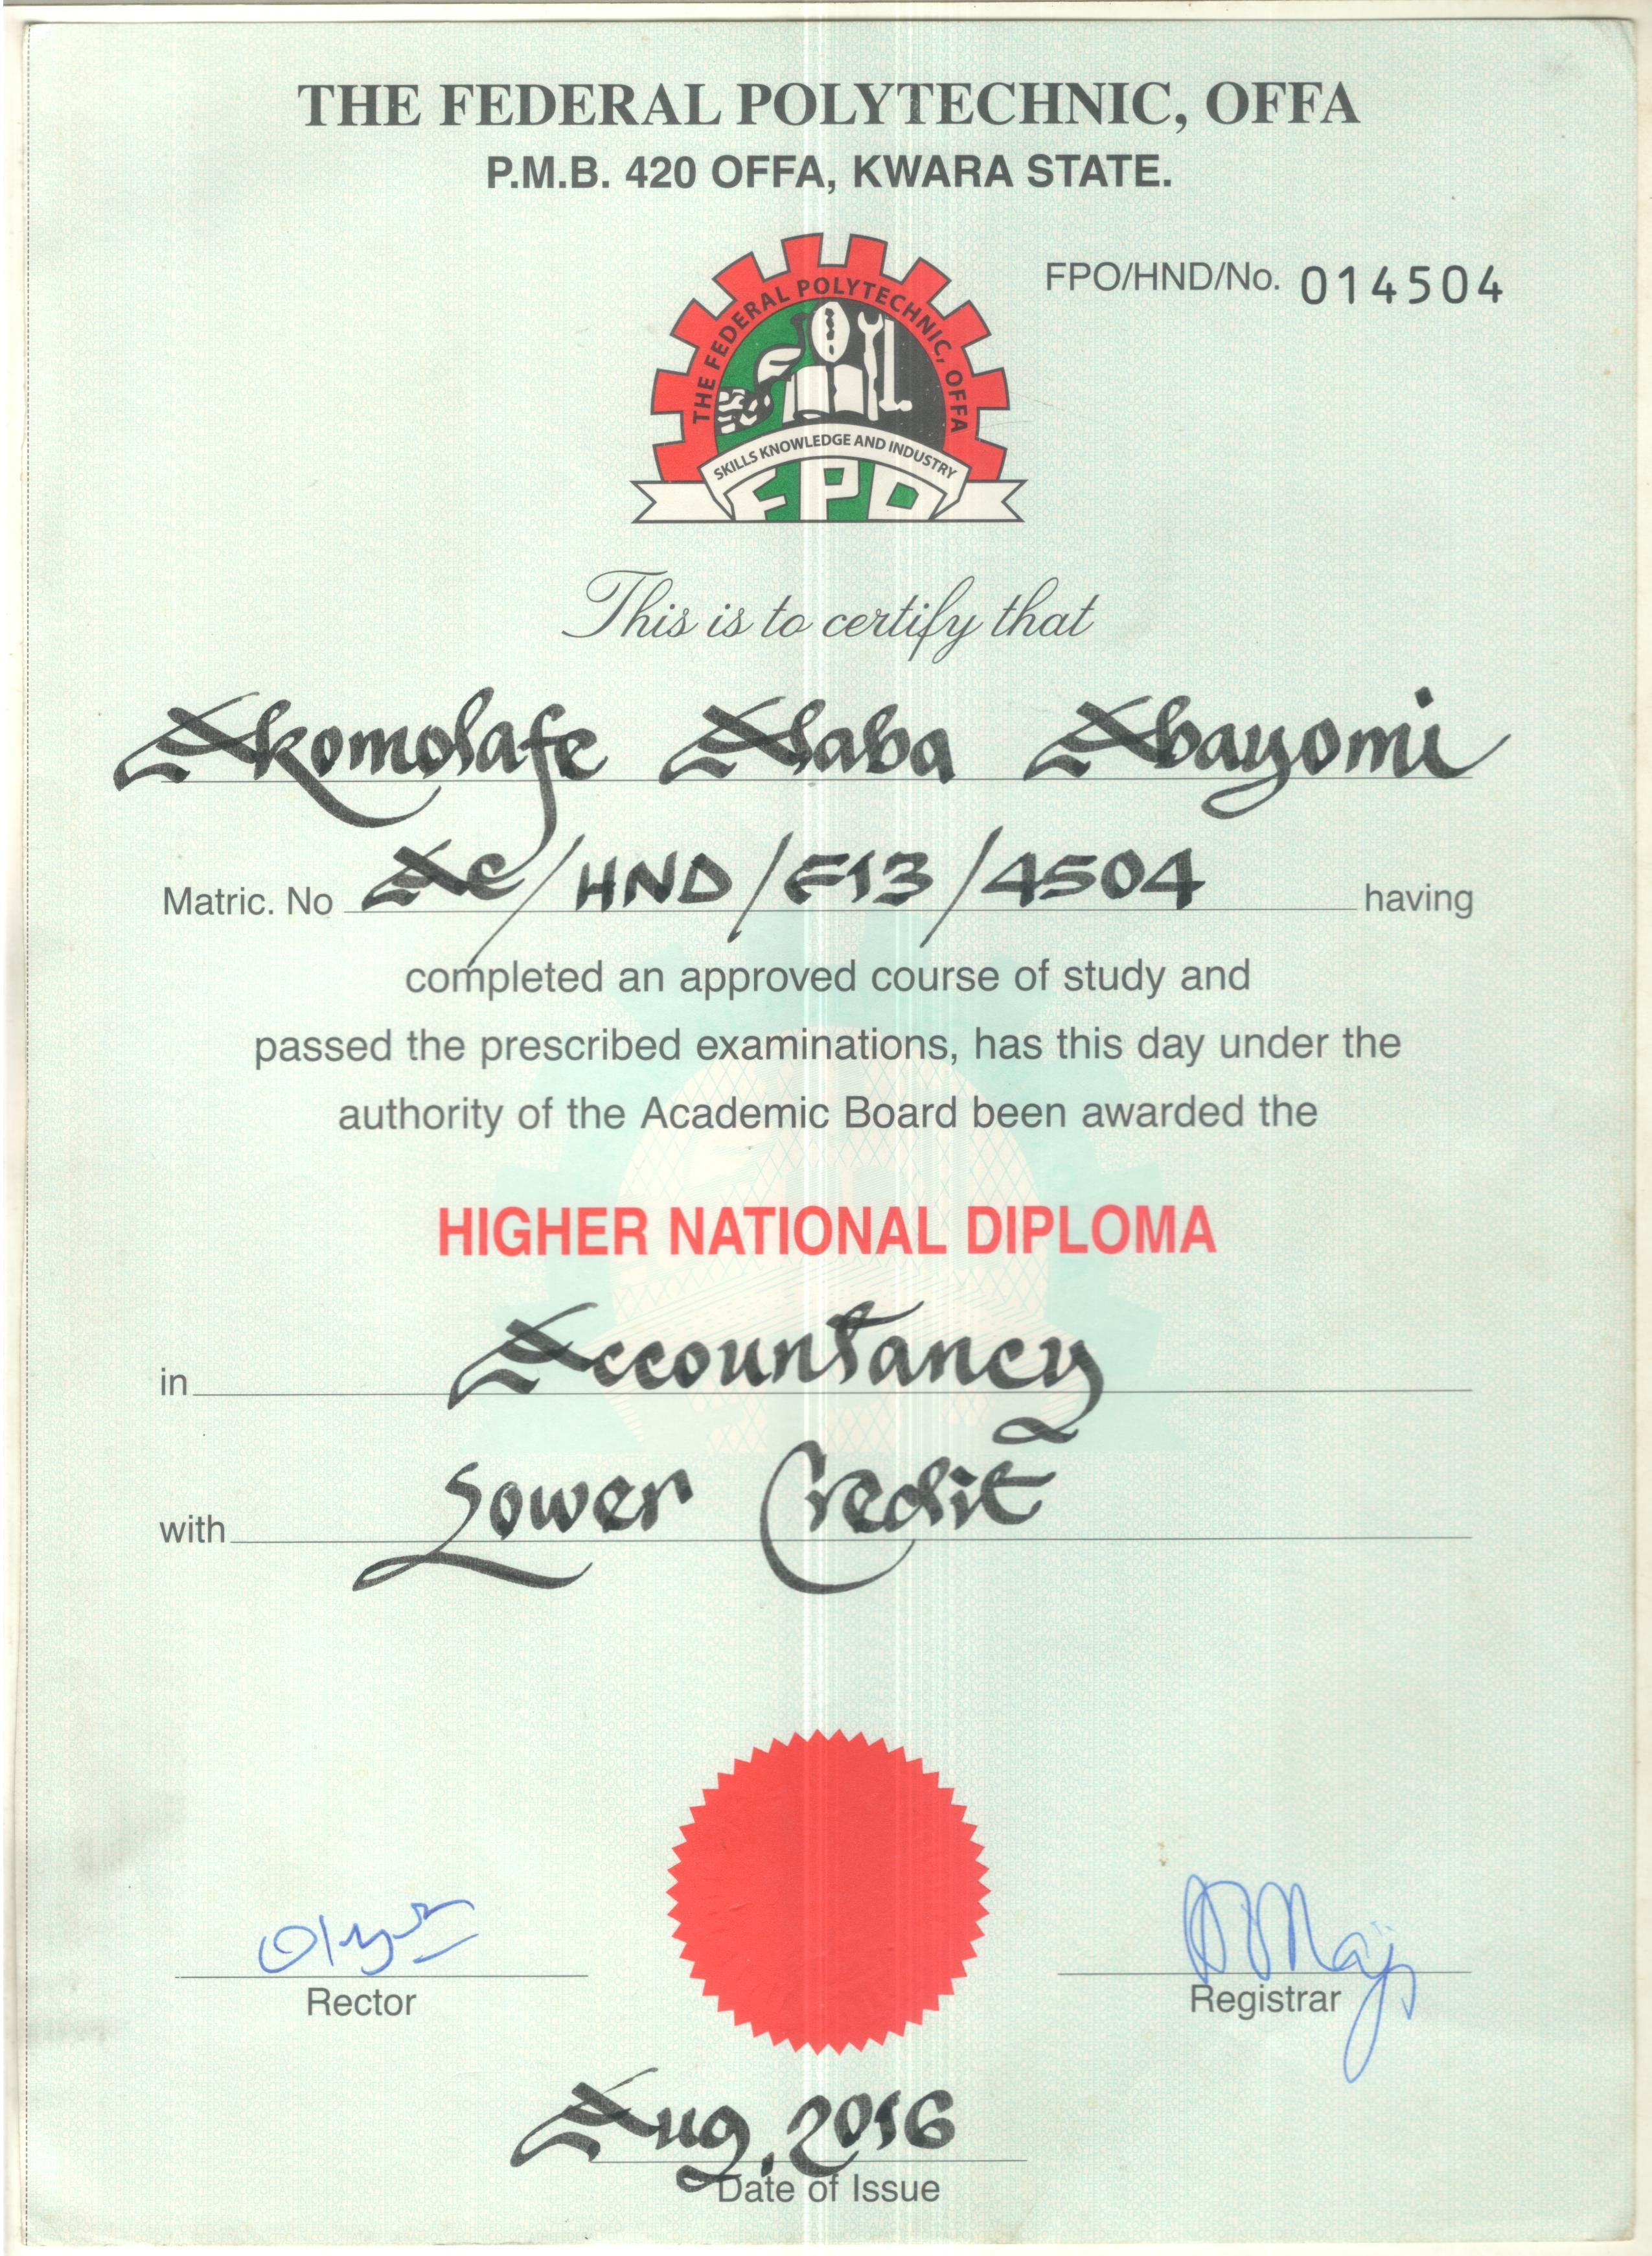 THE FEDERAL POLYTECHNIC, OFFA
P.M.B. 420 OFFA, KWARA STATE.
FPO/HND/No. 014504
THE FEDERAL POLYTECHNIC, OFFA
SKILLS KNOWLEDGE AND INDUSTRY
FPO
This is to certify that
Akomolafe Alaba Abayomi
Matric. No AC/HND/F13/4504 having
completed an approved course of study and
passed the prescribed examinations, has this day under the
authority of the Academic Board been awarded the
HIGHER NATIONAL DIPLOMA
in Accountancy
with Lower Credit
Rector
Registrar
Aug, 2016
Date of Issue